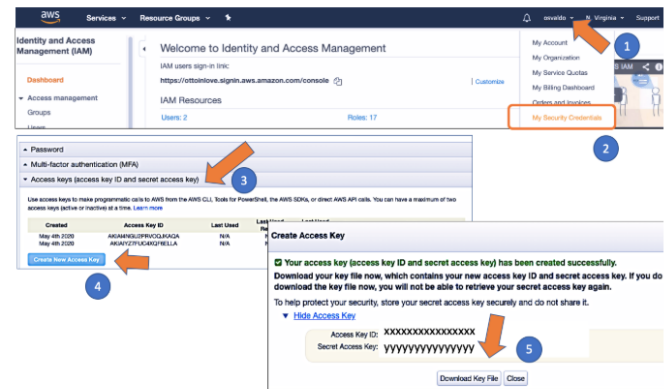 aws Services Resource Groups osvaldo N. Virginia Support
Identity and Access
Management (IAM)
Dashboard
Access management
Groups
Users
Welcome to Identity and Access Management
IAM users sign-in link:
https://ottoinlove.signin.aws.amazon.com/console
Customize
IAM Resources
Users: 2 Roles: 17
My Account
My Organization
My Service Quotas
My Billing Dashboard
Orders and Invoices
My Security Credentials
1
2
Password
Multi-factor authentication (MFA)
Access keys (access key ID and secret access key)
3
Use access keys to make programmatic calls to AWS from the AWS CLI, Tools for PowerShell, the AWS SDKs, or direct AWS API calls. You can have a maximum of two
access keys (active or inactive) at a time. Learn more
Created Access Key ID Last Used
May 4th 2020 N/A
May 4th 2020 N/A
Create New Access Key
4
Create Access Key
Your access key (access key ID and secret access key) has been created successfully.
Download your key file now, which contains your new access key ID and secret access key. If you do
download the key file now, you will not be able to retrieve your secret access key again.
To help protect your security, store your secret access key securely and do not share it.
Hide Access Key
Access Key ID: XXXXXXXXXXXXXXXX
Secret Access Key: yyyyyyyyyyyyyyy
5
Download Key File Close